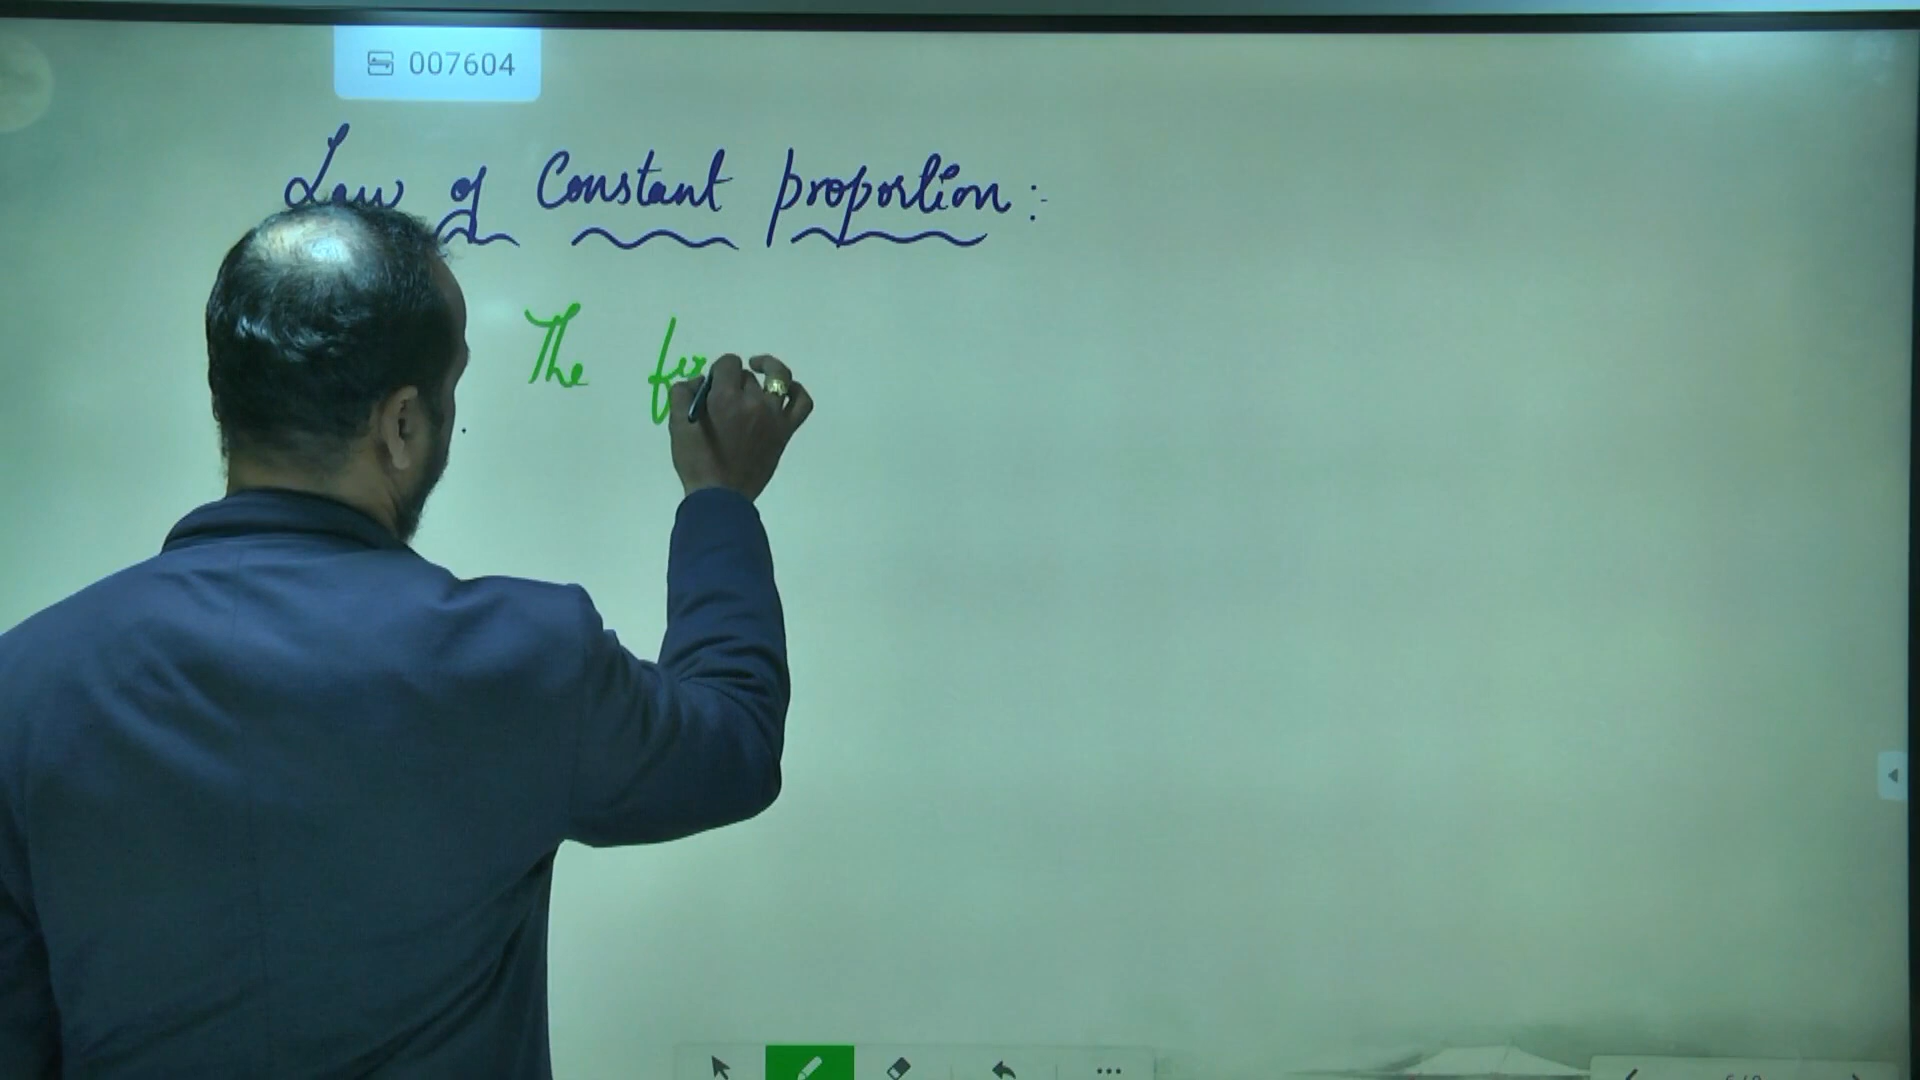 007604
Law of Constant proportion :-
The